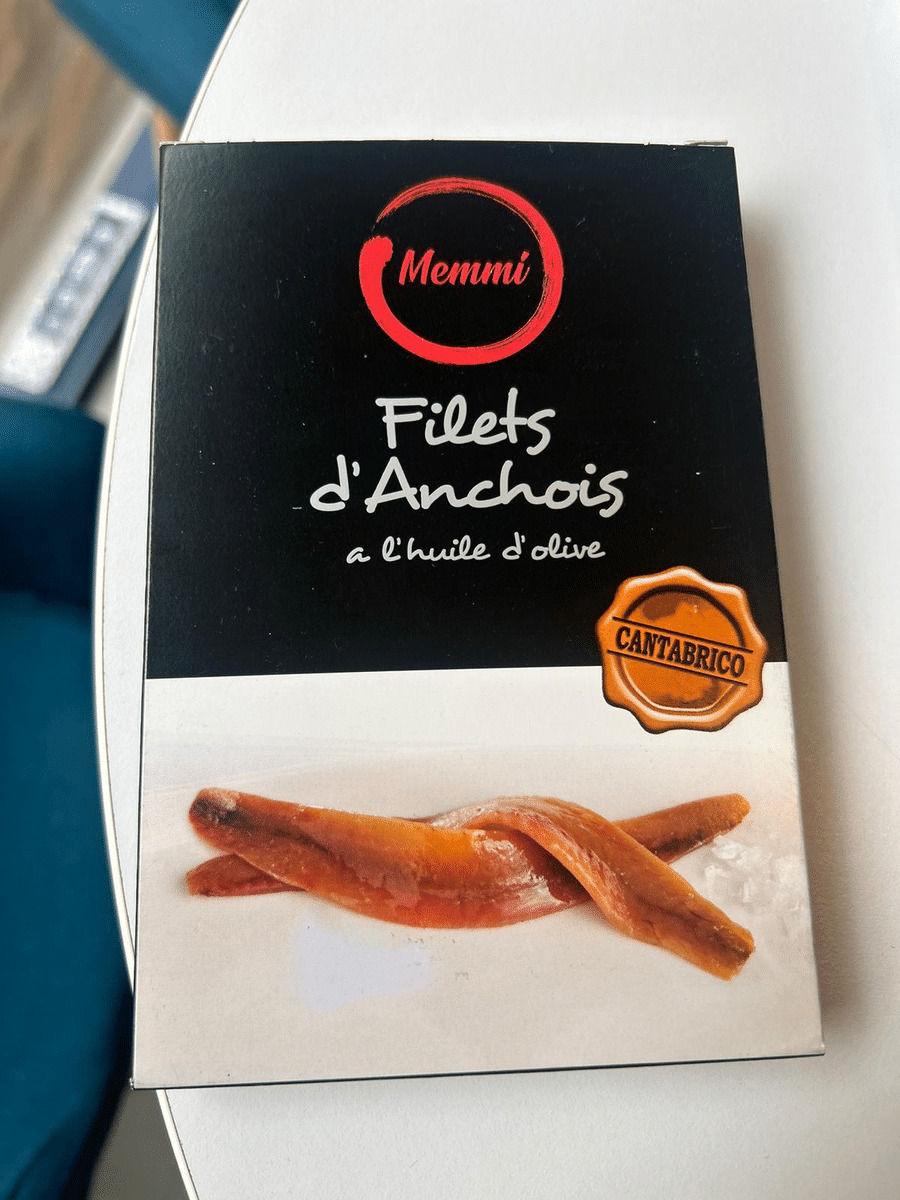 Memmi
Filets
d'Anchois
a l'huile d'olive
CANTABRICO